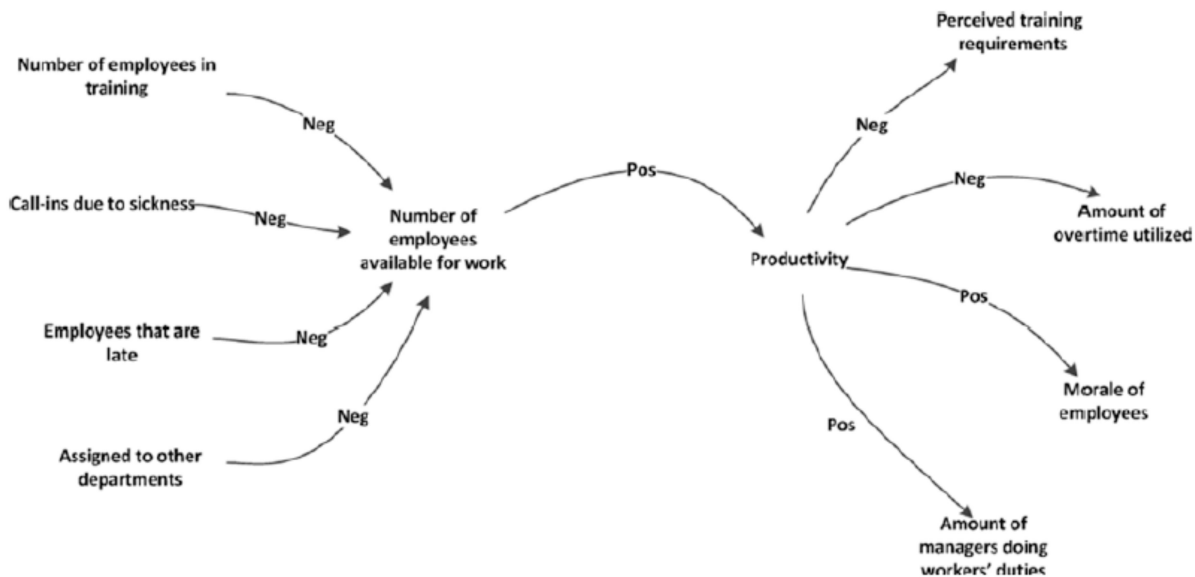 Perceived training
requirements
Number of employees in
training
Neg
Neg
Pos
Neg
Call-ins due to sickness
Neg
Number of
employees
available for work
Amount of
overtime utilized
Productivity
Pos
Employees that are
late
Neg
Morale of
employees
Neg
Pos
Assigned to other
departments
Amount of
managers doing
workers' duties